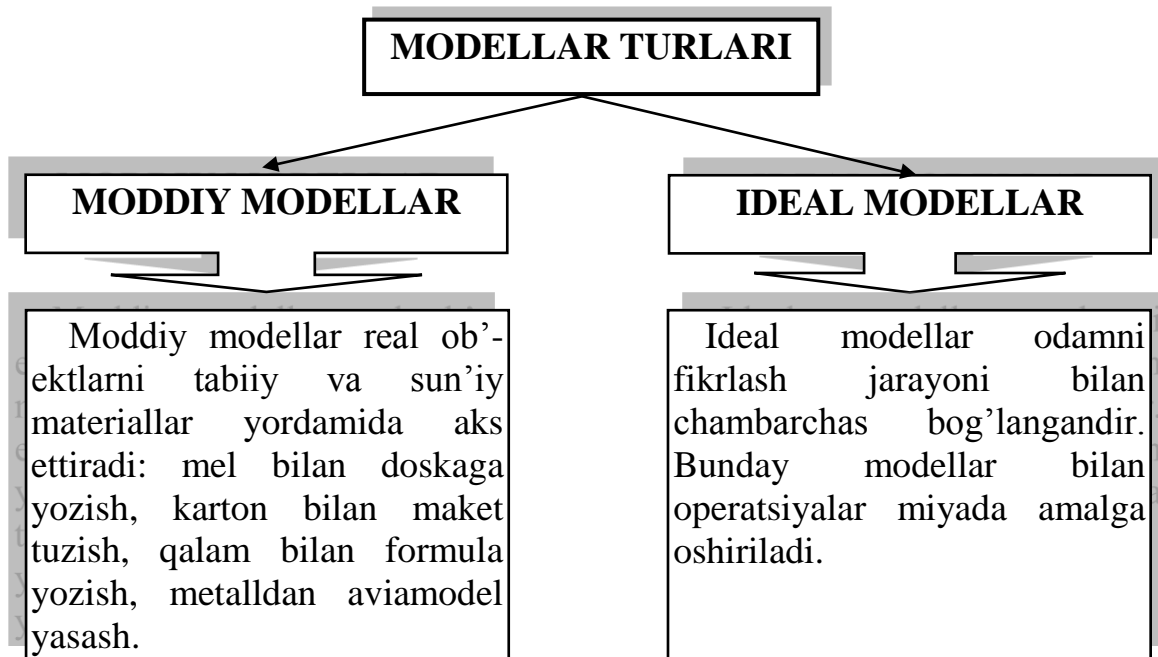 MODELLAR TURLARI
MODDIY MODELLAR
IDEAL MODELLAR
Moddiy modellar real ob’-
ektlarni tabiiy va sun’iy
materiallar yordamida aks
ettiradi: mel bilan doskaga
yozish, karton bilan maket
tuzish, qalam bilan formula
yozish, metalldan aviamodel
yasash.
Ideal modellar odamni
fikrlash jarayoni bilan
chambarchas bog’langandir.
Bunday modellar bilan
operatsiyalar miyada amalga
oshiriladi.